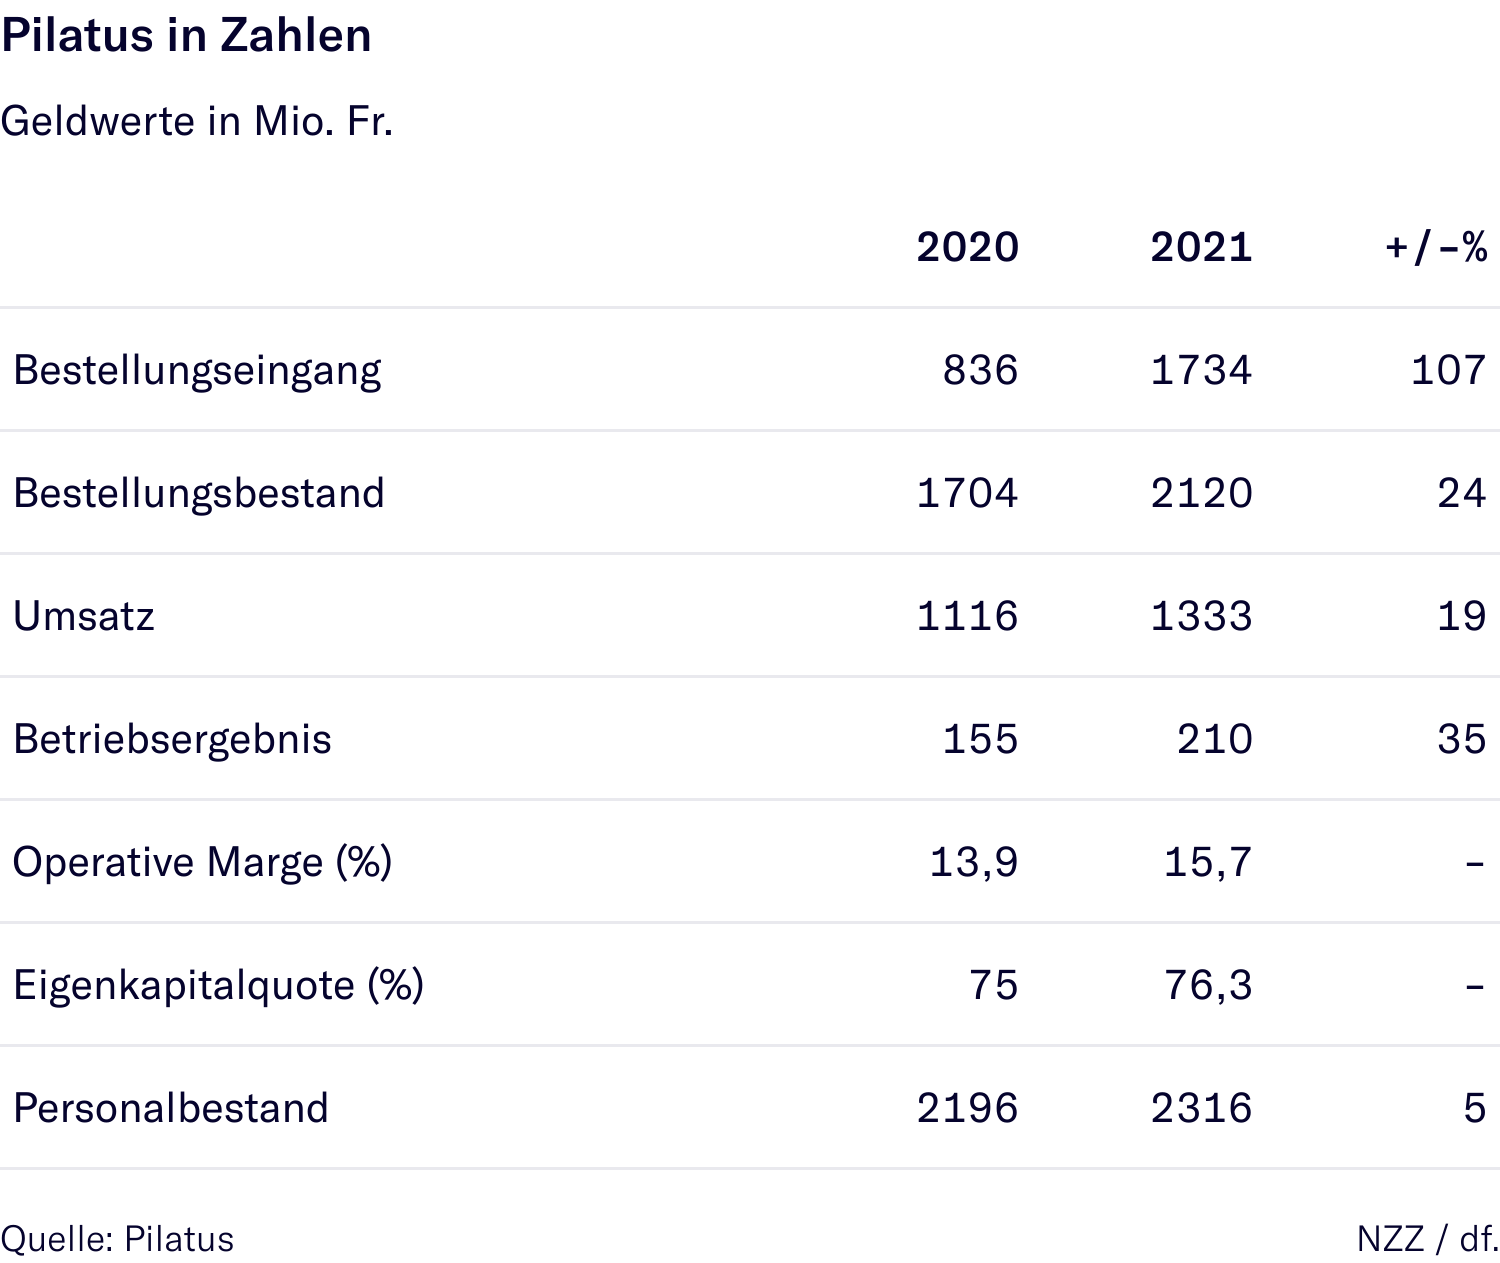 Pilatus in Zahlen
Geldwerte in Mio. Fr.
2020 2021 +/–%
Bestellungseingang 836 1734 107
Bestellungsbestand 1704 2120 24
Umsatz 1116 1333 19
Betriebsergebnis 155 210 35
Operative Marge (%) 13,9 15,7 –
Eigenkapitalquote (%) 75 76,3 –
Personalbestand 2196 2316 5
Quelle: Pilatus NZZ / df.